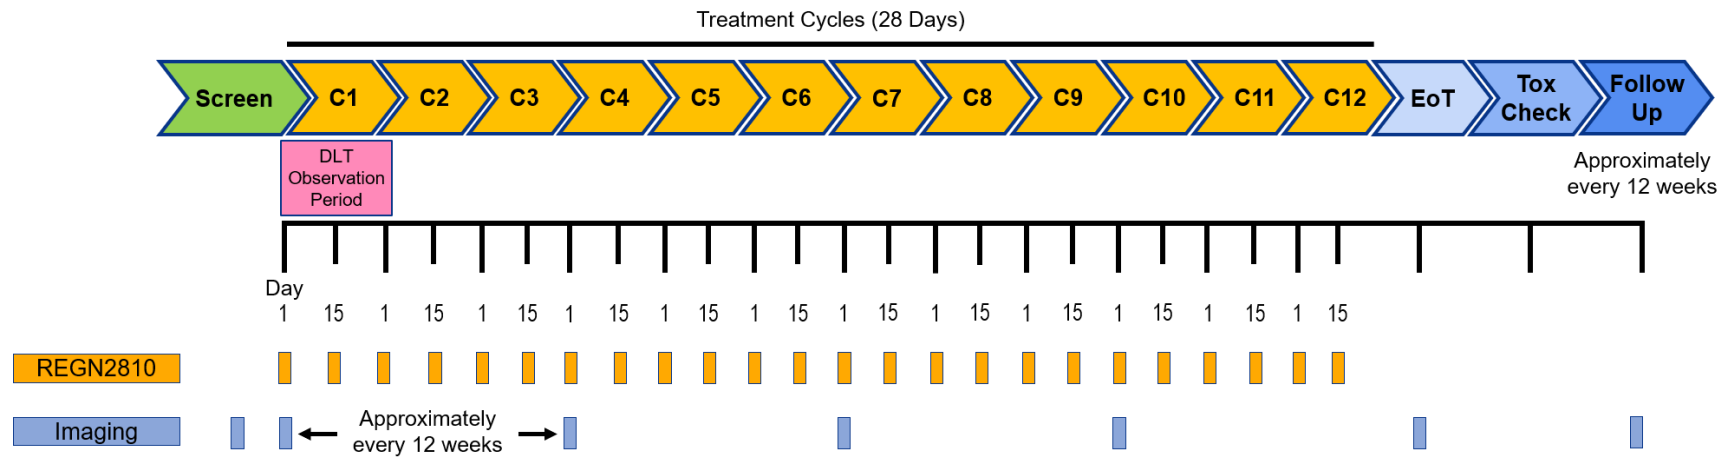 Treatment Cycles (28 Days)
Screen C1 C2 C3 C4 C5 C6 C7 C8 C9 C10 C11 C12 EoT Tox Check Follow Up
DLT
Observation
Period
Approximately
every 12 weeks
Day
1 15 1 15 1 15 1 15 1 15 1 15 1 15 1 15 1 15 1 15 1 15 1 15
REGN2810
Imaging
Approximately
every 12 weeks